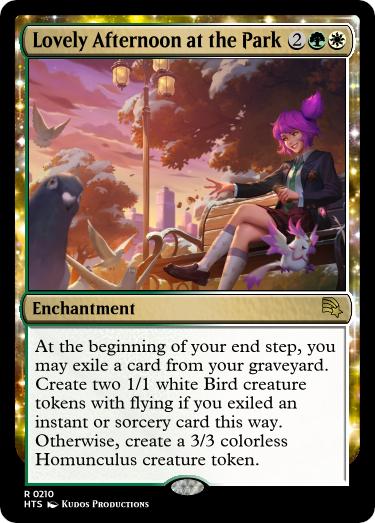 Lovely Afternoon at the Park 2
Enchantment
At the beginning of your end step, you
may exile a card from your graveyard.
Create two 1/1 white Bird creature
tokens with flying if you exiled an
instant or sorcery card this way.
Otherwise, create a 3/3 colorless
Homunculus creature token.
R 0210
HTS Kudos Productions